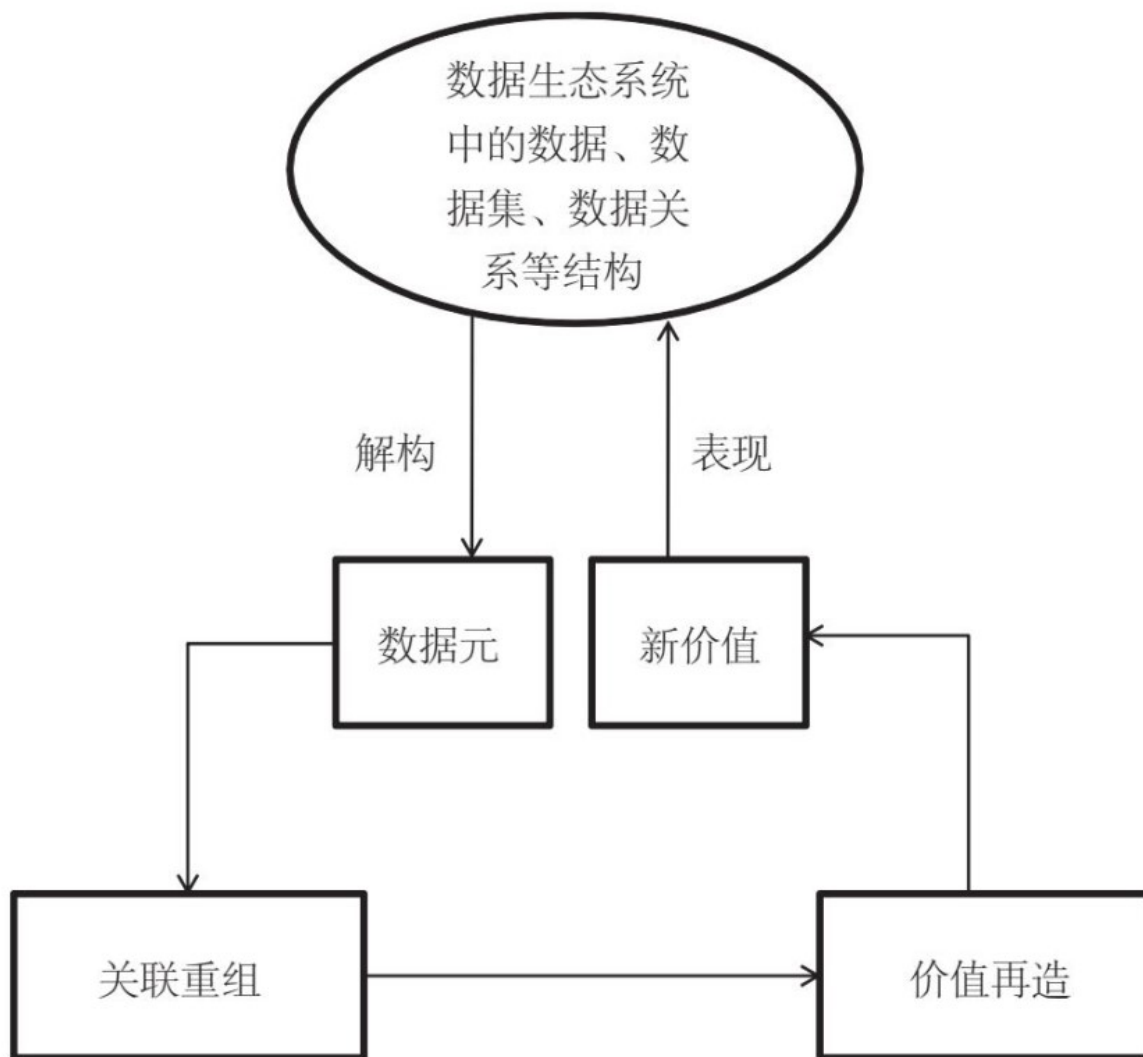 数据生态系统
中的数据、数
据集、数据关
系等结构
解构
表现
数据元
新价值
关联重组
价值再造